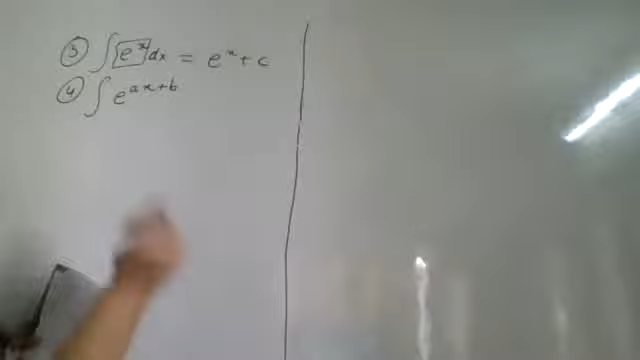 ③ ∫ e^x dx = e^x + c
④ ∫ e^{ax+b}